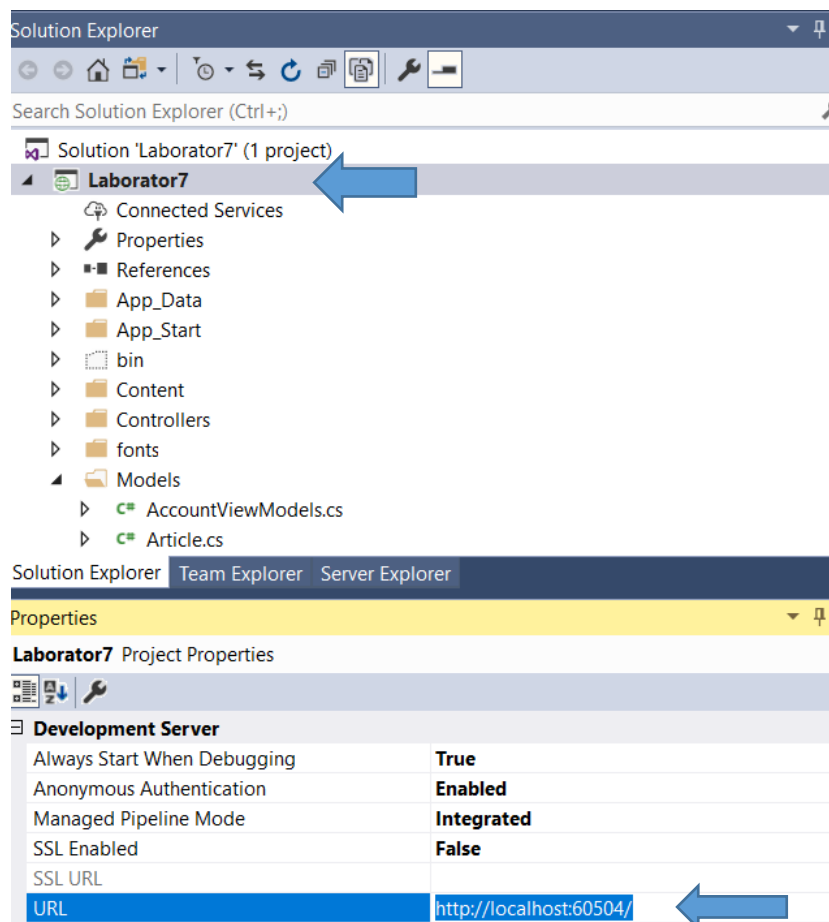 Solution Explorer
Search Solution Explorer (Ctrl+;)
Solution 'Laborator7' (1 project)
Laborator7
Connected Services
Properties
References
App_Data
App_Start
bin
Content
Controllers
fonts
Models
C# AccountViewModels.cs
C# Article.cs
Solution Explorer Team Explorer Server Explorer
Properties
Laborator7 Project Properties
Development Server
Always Start When Debugging True
Anonymous Authentication Enabled
Managed Pipeline Mode Integrated
SSL Enabled False
SSL URL
URL http://localhost:60504/